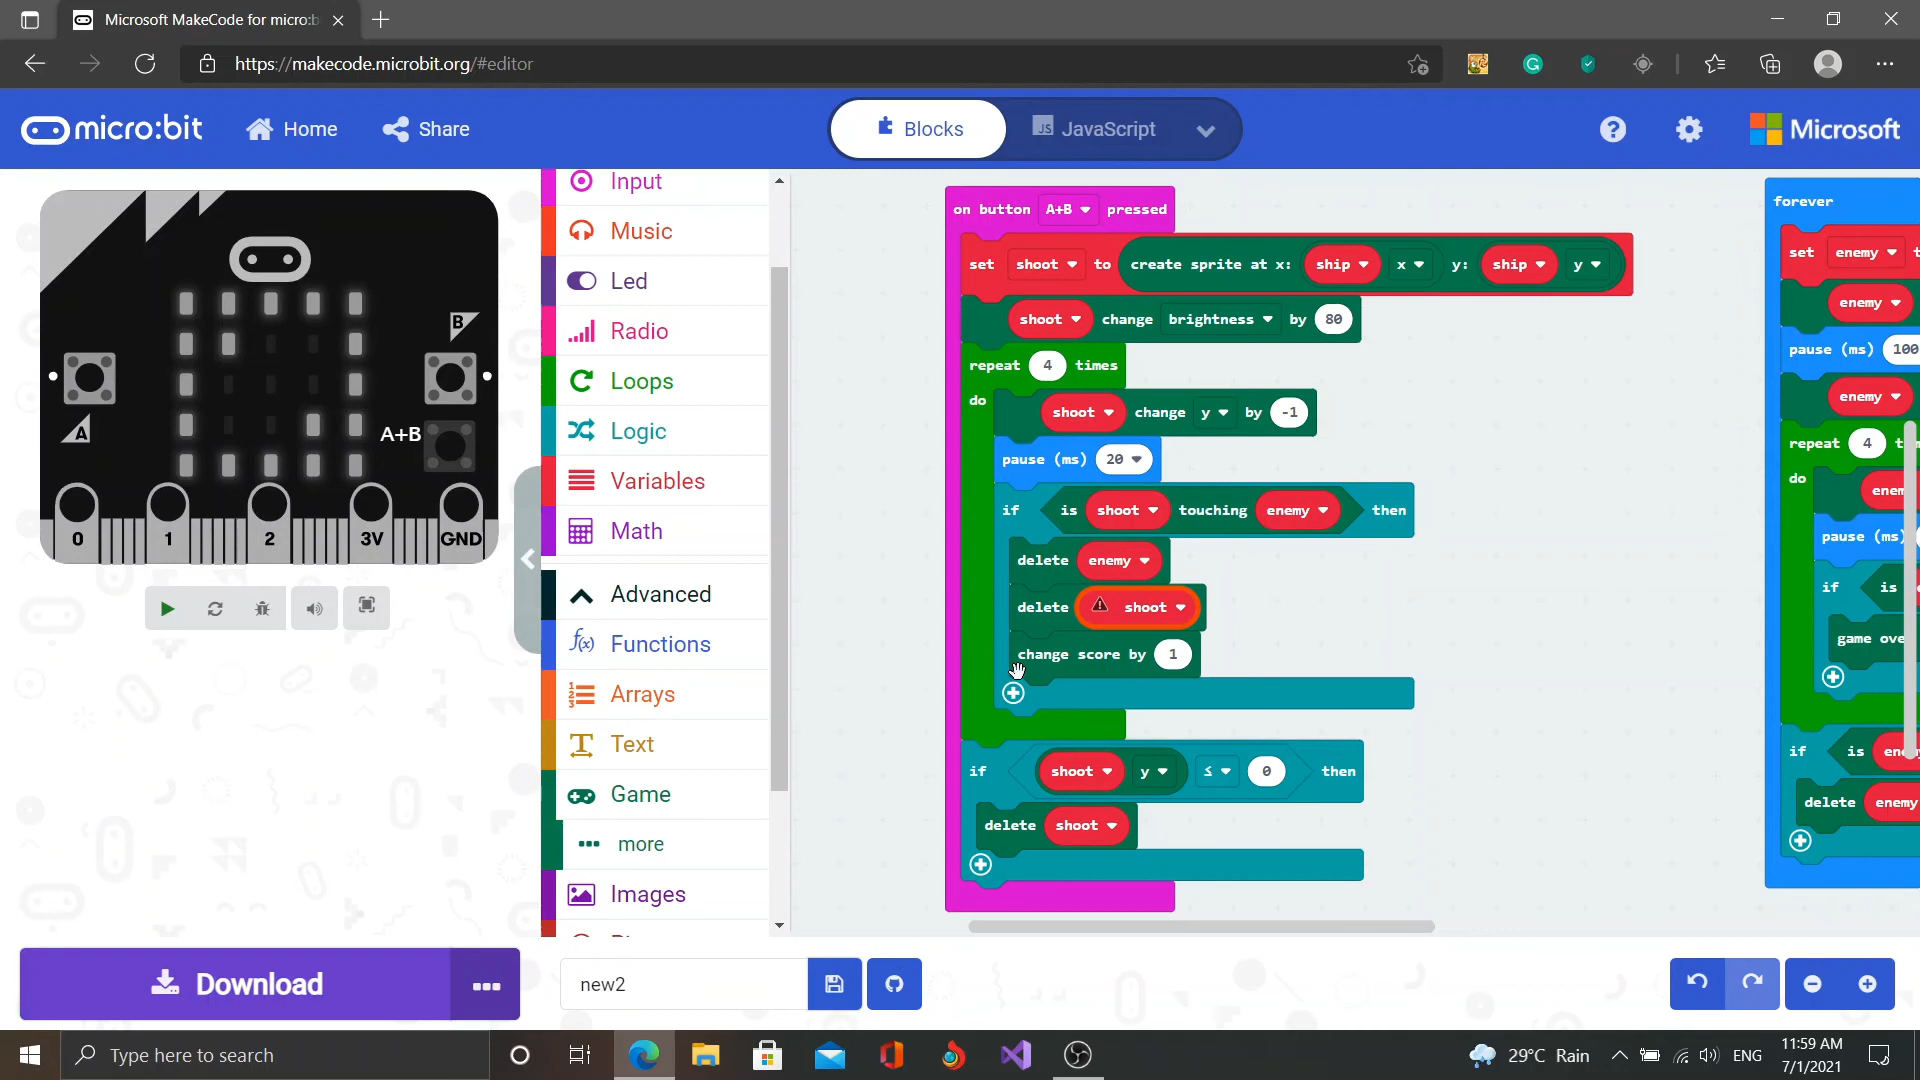 Microsoft MakeCode for micro:b
https://makecode.microbit.org/#editor
micro:bit
Home
Share
Blocks
JS JavaScript
Microsoft
B
A
A+B
0 1 2 3V GND
Input
Music
Led
Radio
Loops
Logic
Variables
Math
Advanced
Functions
Arrays
Text
Game
more
Images
on button A+B pressed
set shoot to create sprite at x: ship x y: ship y
shoot change brightness by 80
repeat 4 times
do
shoot change y by -1
pause (ms) 20
if is shoot touching enemy then
delete enemy
delete shoot
change score by 1
if shoot y ≤ 0 then
delete shoot
forever
set enemy
enemy
pause (ms) 100
enemy
repeat 4
do
pause (ms)
if is
game ove
if is
delete enemy
Download
new2
Type here to search
29°C Rain
ENG
11:59 AM
7/1/2021